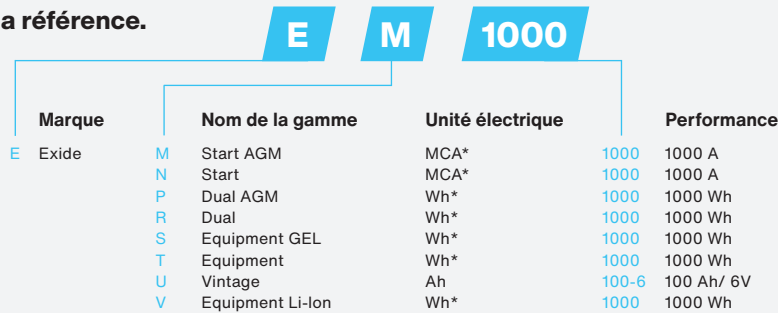 a référence.
E M 1000
Marque Nom de la gamme Unité électrique Performance
E Exide M Start AGM MCA* 1000 1000 A
N Start MCA* 1000 1000 A
P Dual AGM Wh* 1000 1000 Wh
R Dual Wh* 1000 1000 Wh
S Equipment GEL Wh* 1000 1000 Wh
T Equipment Wh* 1000 1000 Wh
U Vintage Ah 100-6 100 Ah/ 6V
V Equipment Li-Ion Wh* 1000 1000 Wh